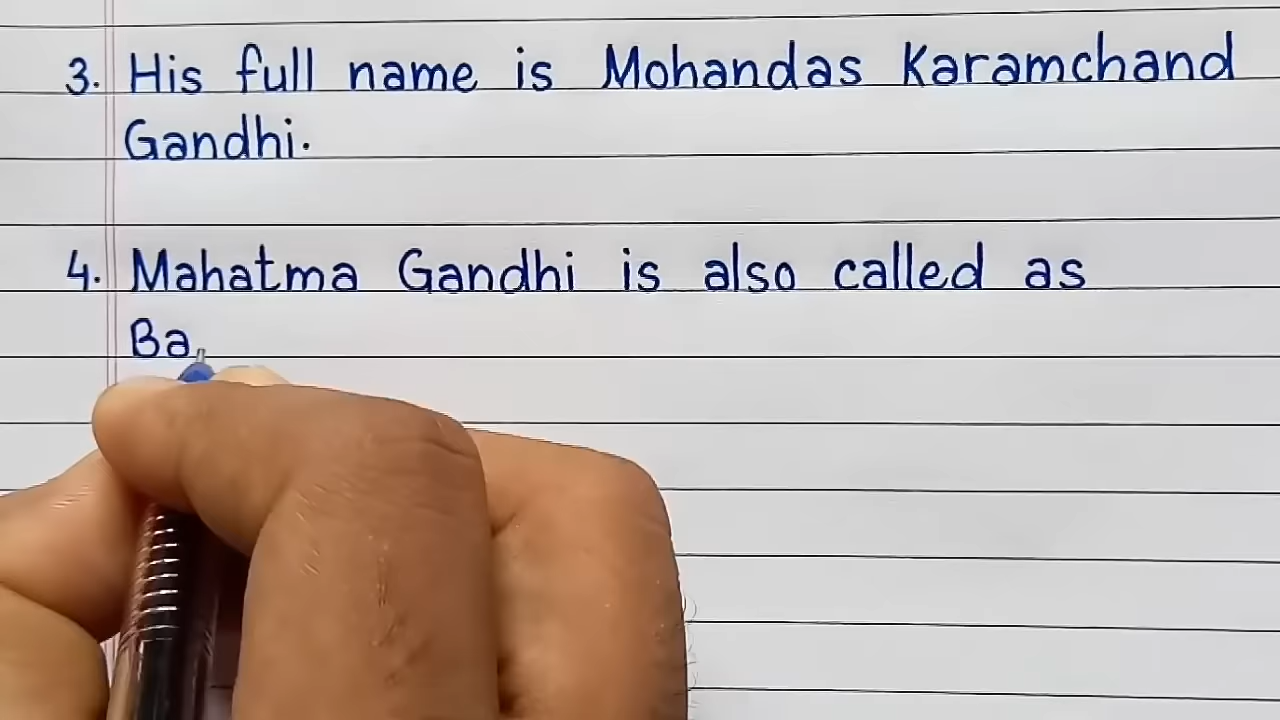 3. His full name is Mohandas Karamchand
Gandhi.
4. Mahatma Gandhi is also called as
Ba